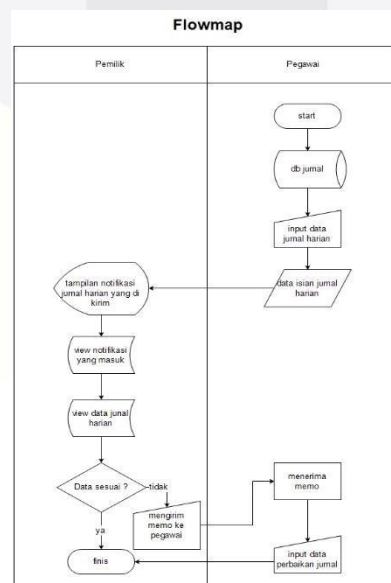 Flowmap
Pemilik
Pegawai
start
db jurnal
input data
jurnal harian
data isian jurnal
harian
tampilan notifikasi
jurnal harian yang di
kirim
view notifikasi
yang masuk
view data junal
harian
Data sesuai ?
tidak
ya
mengirim
memo ke
pegawai
menerima
memo
input data
perbaikan jurnal
finis